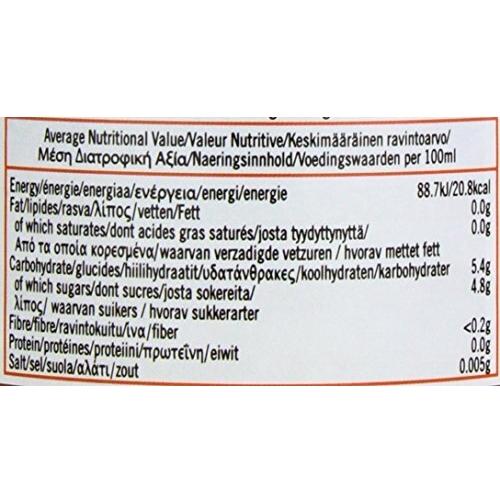 Average Nutritional Value/Valeur Nutritive/Keskimääräinen ravintoarvo/
Μέση Διατροφική Αξία/Naeringsinnhold/Voedingswaarden per 100ml
Energy/énergie/energiaa/ενέργεια/energi/energie 88.7kJ/20.8kcal
Fat/lipides/rasva/λίπος/vetten/Fett 0.0g
of which saturates/dont acides gras saturés/josta tyydyttynyttä/ 0.0g
Από τα οποία κορεσμένα/waarvan verzadigde vetzuren / hvorav mettet fett
Carbohydrate/glucides/hiilihydraatit/υδατάνθρακες/koolhydraten/karbohydrater 5.4g
of which sugars/dont sucres/josta sokereita/ 4.8g
λίπος/ waarvan suikers / hvorav sukkerarter
Fibre/fibre/ravintokuitu/ίνα/fiber <0.2g
Protein/protéines/proteiini/πρωτεΐνη/eiwit 0.0g
Salt/sel/suola/αλάτι/zout 0.005g